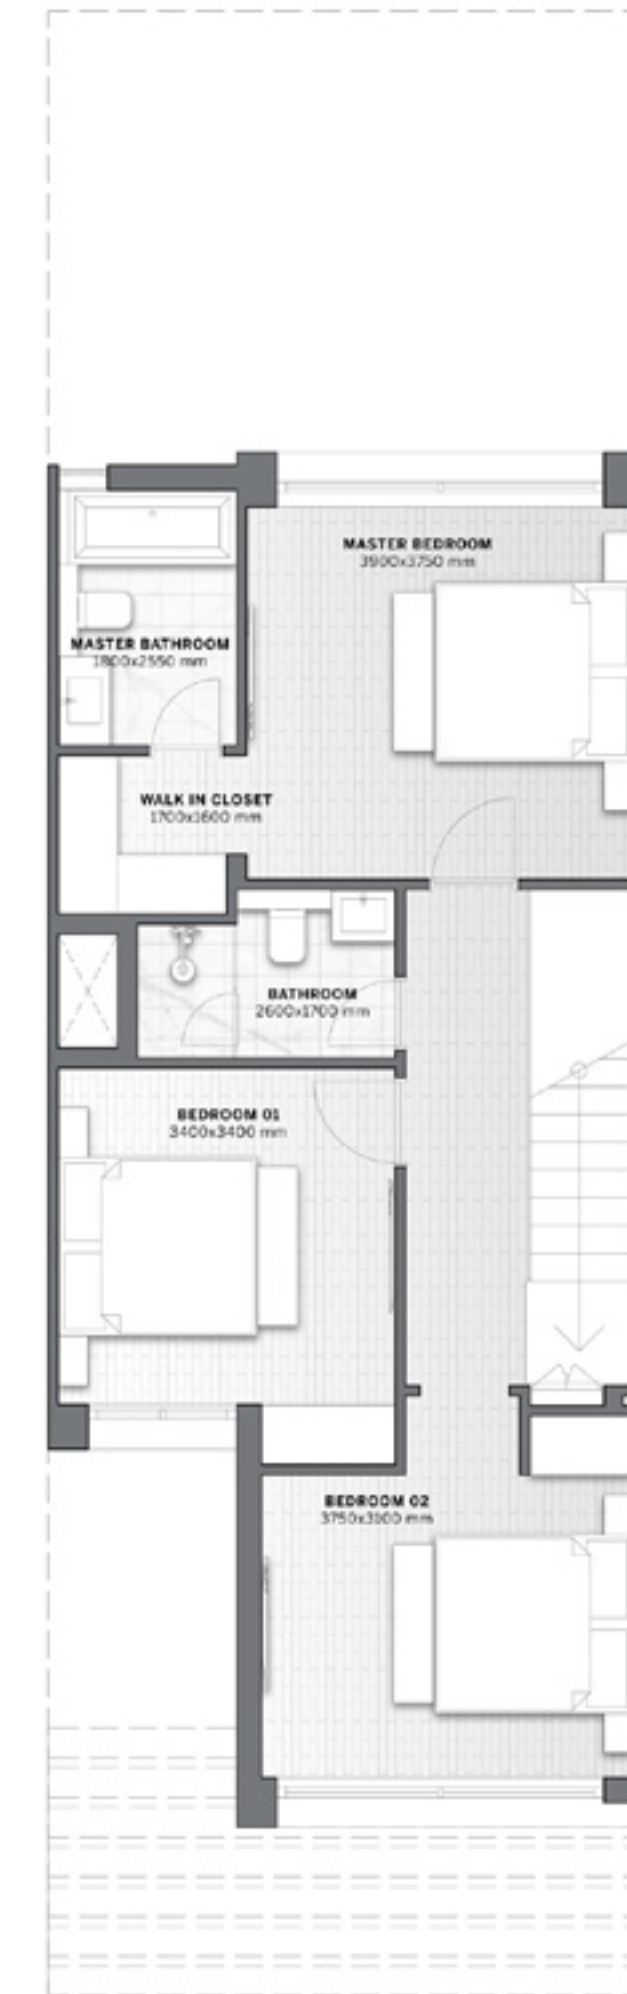 MASTER BEDROOM
3900x3750 mm
MASTER BATHROOM
1800x2550 mm
WALK IN CLOSET
1700x1600 mm
BATHROOM
2600x1700 mm
BEDROOM 01
3400x3400 mm
BEDROOM 02
3750x3100 mm